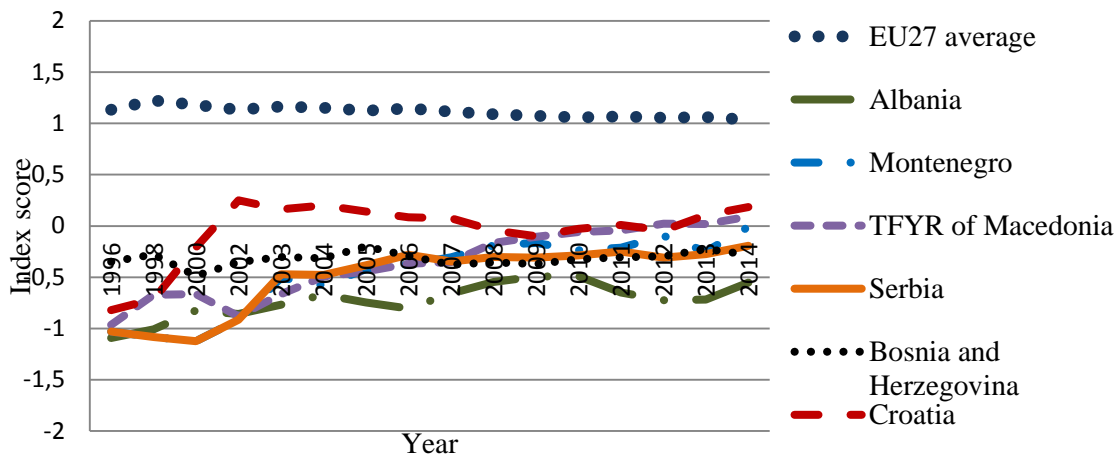 2
1,5
1
0,5
0
-0,5
-1
-1,5
-2
Index score
1996
1998
2000
2002
2003
2004
2005
2006
2007
2008
2009
2010
2011
2012
2013
2014
Year
EU27 average
Albania
Montenegro
TFYR of Macedonia
Serbia
Bosnia and
Herzegovina
Croatia